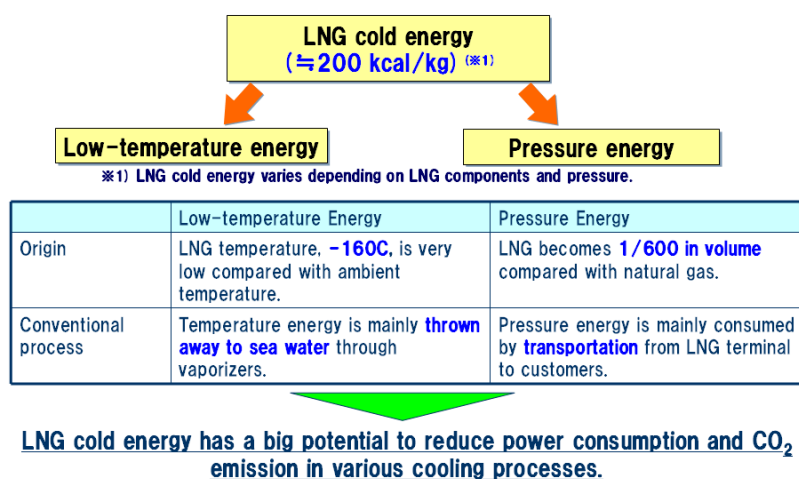 LNG cold energy
(≒200 kcal/kg) (※1)
Low-temperature energy
Pressure energy
※1) LNG cold energy varies depending on LNG components and pressure.
Low-temperature Energy
Pressure Energy
Origin
LNG temperature, -160C, is very
low compared with ambient
temperature.
LNG becomes 1/600 in volume
compared with natural gas.
Conventional
process
Temperature energy is mainly thrown
away to sea water through
vaporizers.
Pressure energy is mainly consumed
by transportation from LNG terminal
to customers.
LNG cold energy has a big potential to reduce power consumption and CO₂
emission in various cooling processes.